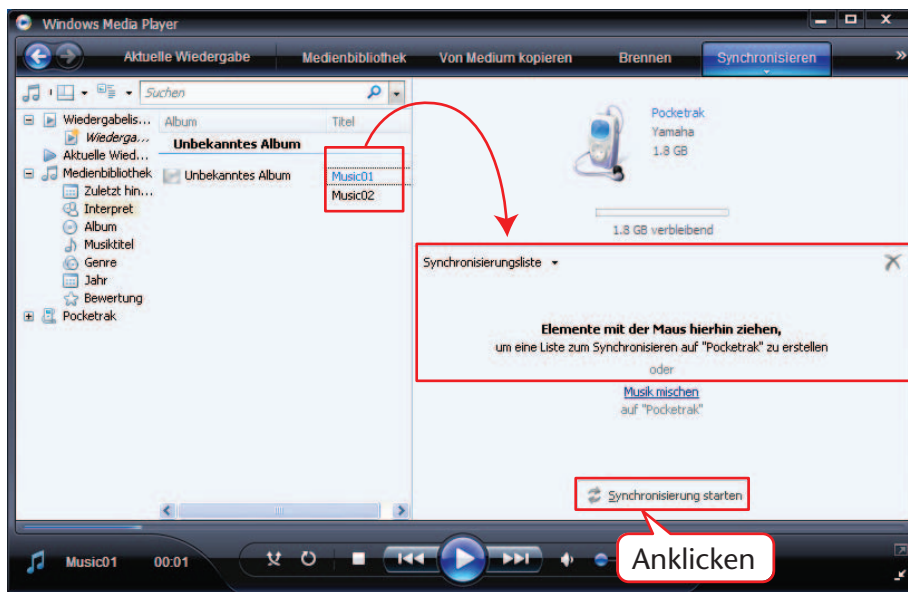 Windows Media Player
Aktuelle Wiedergabe Medienbibliothek Von Medium kopieren Brennen Synchronisieren »
Suchen
Wiedergabelis...
Wiederga...
Aktuelle Wied...
Medienbibliothek
Zuletzt hin...
Interpret
Album
Musiktitel
Genre
Jahr
Bewertung
Pocketrak
Album Titel
Unbekanntes Album
Unbekanntes Album Music01
Music02
Pocketrak
Yamaha
1.8 GB
1.8 GB verbleibend
Synchronisierungsliste
Elemente mit der Maus hierhin ziehen,
um eine Liste zum Synchronisieren auf "Pocketrak" zu erstellen
oder
Musik mischen
auf "Pocketrak"
Synchronisierung starten
Anklicken
Music01 00:01